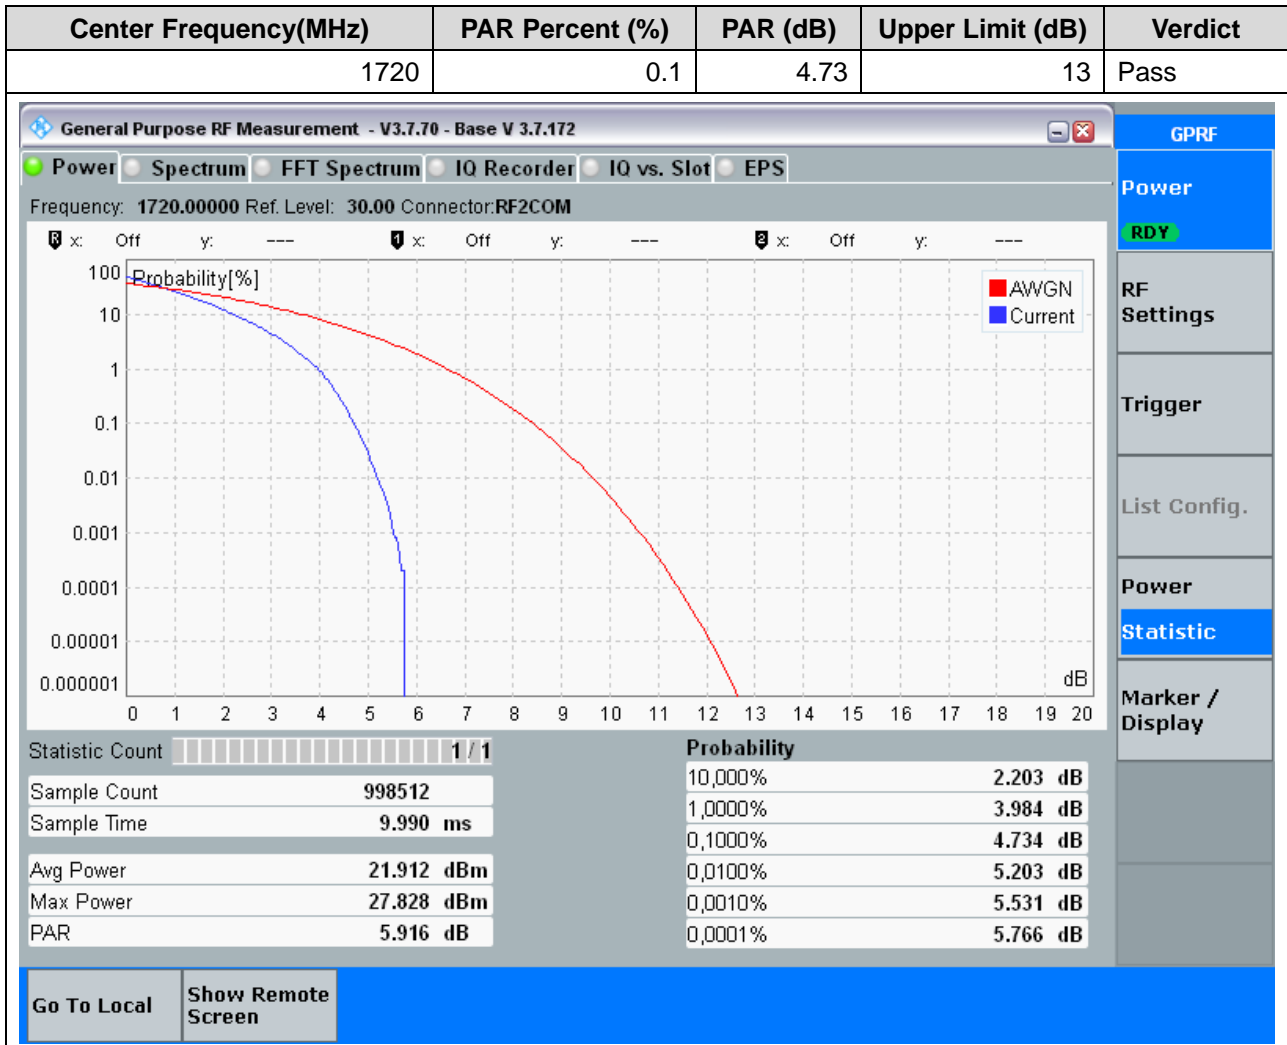 Center Frequency(MHz) PAR Percent (%) PAR (dB) Upper Limit (dB) Verdict
1720 0.1 4.73 13 Pass
General Purpose RF Measurement - V3.7.70 - Base V 3.7.172
GPRF
Power Spectrum FFT Spectrum IQ Recorder IQ vs. Slot EPS
Power
RDY
Frequency: 1720.00000 Ref. Level: 30.00 Connector:RF2COM
R x: Off y: --- 1 x: Off y: --- 2 x: Off y: ---
Probability[%]
100
10
1
0.1
0.01
0.001
0.0001
0.00001
0.000001
AWGN
Current
dB
0 1 2 3 4 5 6 7 8 9 10 11 12 13 14 15 16 17 18 19 20
RF
Settings
Trigger
List Config.
Power
Statistic
Marker /
Display
Statistic Count 1 / 1
Sample Count 998512
Sample Time 9.990 ms
Avg Power 21.912 dBm
Max Power 27.828 dBm
PAR 5.916 dB
Probability
10,000% 2.203 dB
1,0000% 3.984 dB
0,1000% 4.734 dB
0,0100% 5.203 dB
0,0010% 5.531 dB
0,0001% 5.766 dB
Go To Local
Show Remote
Screen